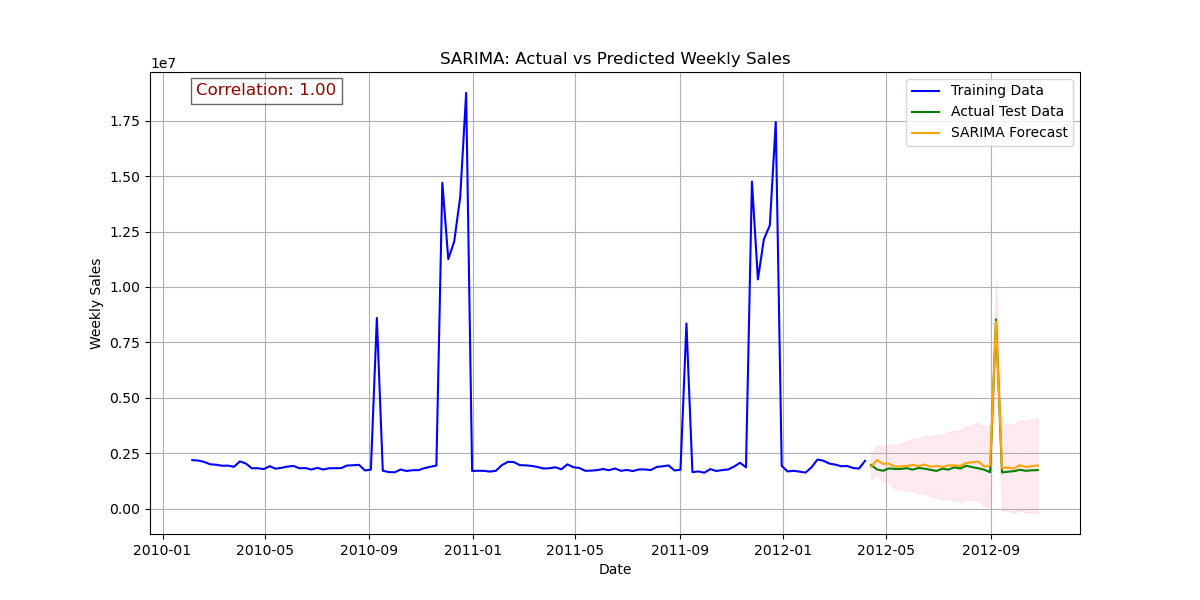 SARIMA: Actual vs Predicted Weekly Sales
1e7
Correlation: 1.00
Training Data
Actual Test Data
SARIMA Forecast
1.75
1.50
1.25
1.00
0.75
0.50
0.25
0.00
Weekly Sales
2010-01 2010-05 2010-09 2011-01 2011-05 2011-09 2012-01 2012-05 2012-09
Date